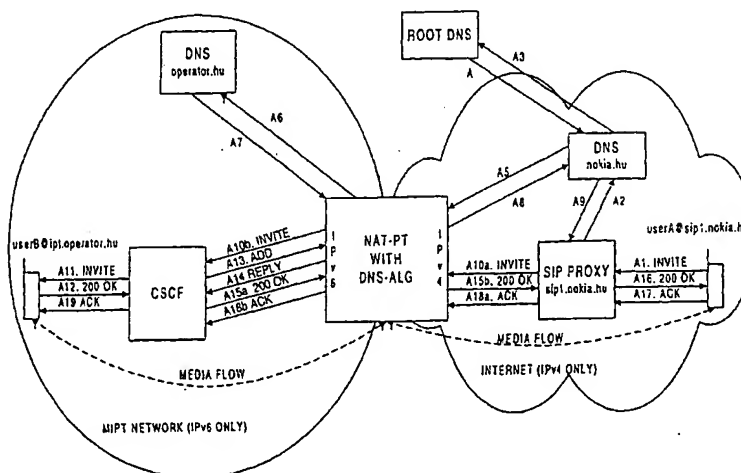 ROOT DNS
DNS
operator.hu
A3
A
A6
A7
DNS
nokia.hu
A5
A8
A9
A2
userB@ipt.operator.hu
userA@sip1.nokia.h
IPv6
NAT-PT
WITH
DNS-ALG
IPv4
A10b. INVITE
A13. ADD
A14 REPLY
A15a 200 OK
A18b ACK
A11. INVITE
A12. 200 OK
A19 ACK
CSCF
A10a. INVITE
A15b. 200 OK
A18a. ACK
SIP PROXY
sip1.nokia.hu
A1. INVITE
A16. 200 OK
A17. ACK
MEDIA FLOW
MEDIA FLOW
INTERNET (IPv4 ONLY)
MIPT NETWORK (IPv6 ONLY)